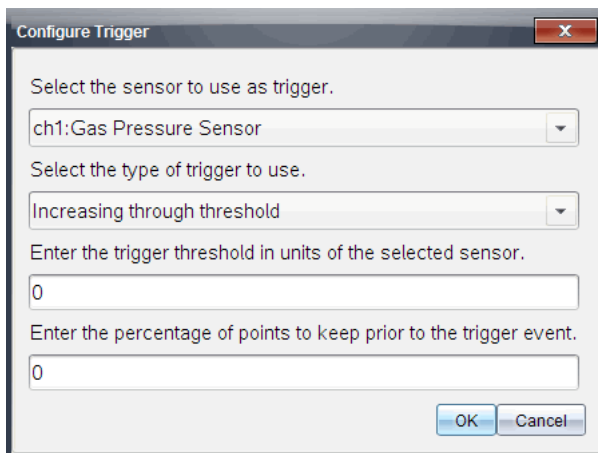 Configure Trigger
x
Select the sensor to use as trigger.
ch1:Gas Pressure Sensor
Select the type of trigger to use.
Increasing through threshold
Enter the trigger threshold in units of the selected sensor.
0
Enter the percentage of points to keep prior to the trigger event.
0
OK Cancel